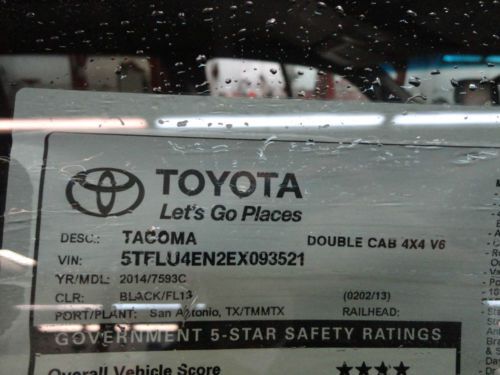 TOYOTA
Let's Go Places
DESC: TACOMA DOUBLE CAB 4X4 V6
VIN: 5TFLU4EN2EX093521
YR/MDL: 2014/7593C
CLR: BLACK/FL13 (0202/13)
PORT/PLANT: San Antonio, TX/TMMTX RAILHEAD:
GOVERNMENT 5-STAR SAFETY RATINGS
Overall Vehicle Score ★★★★